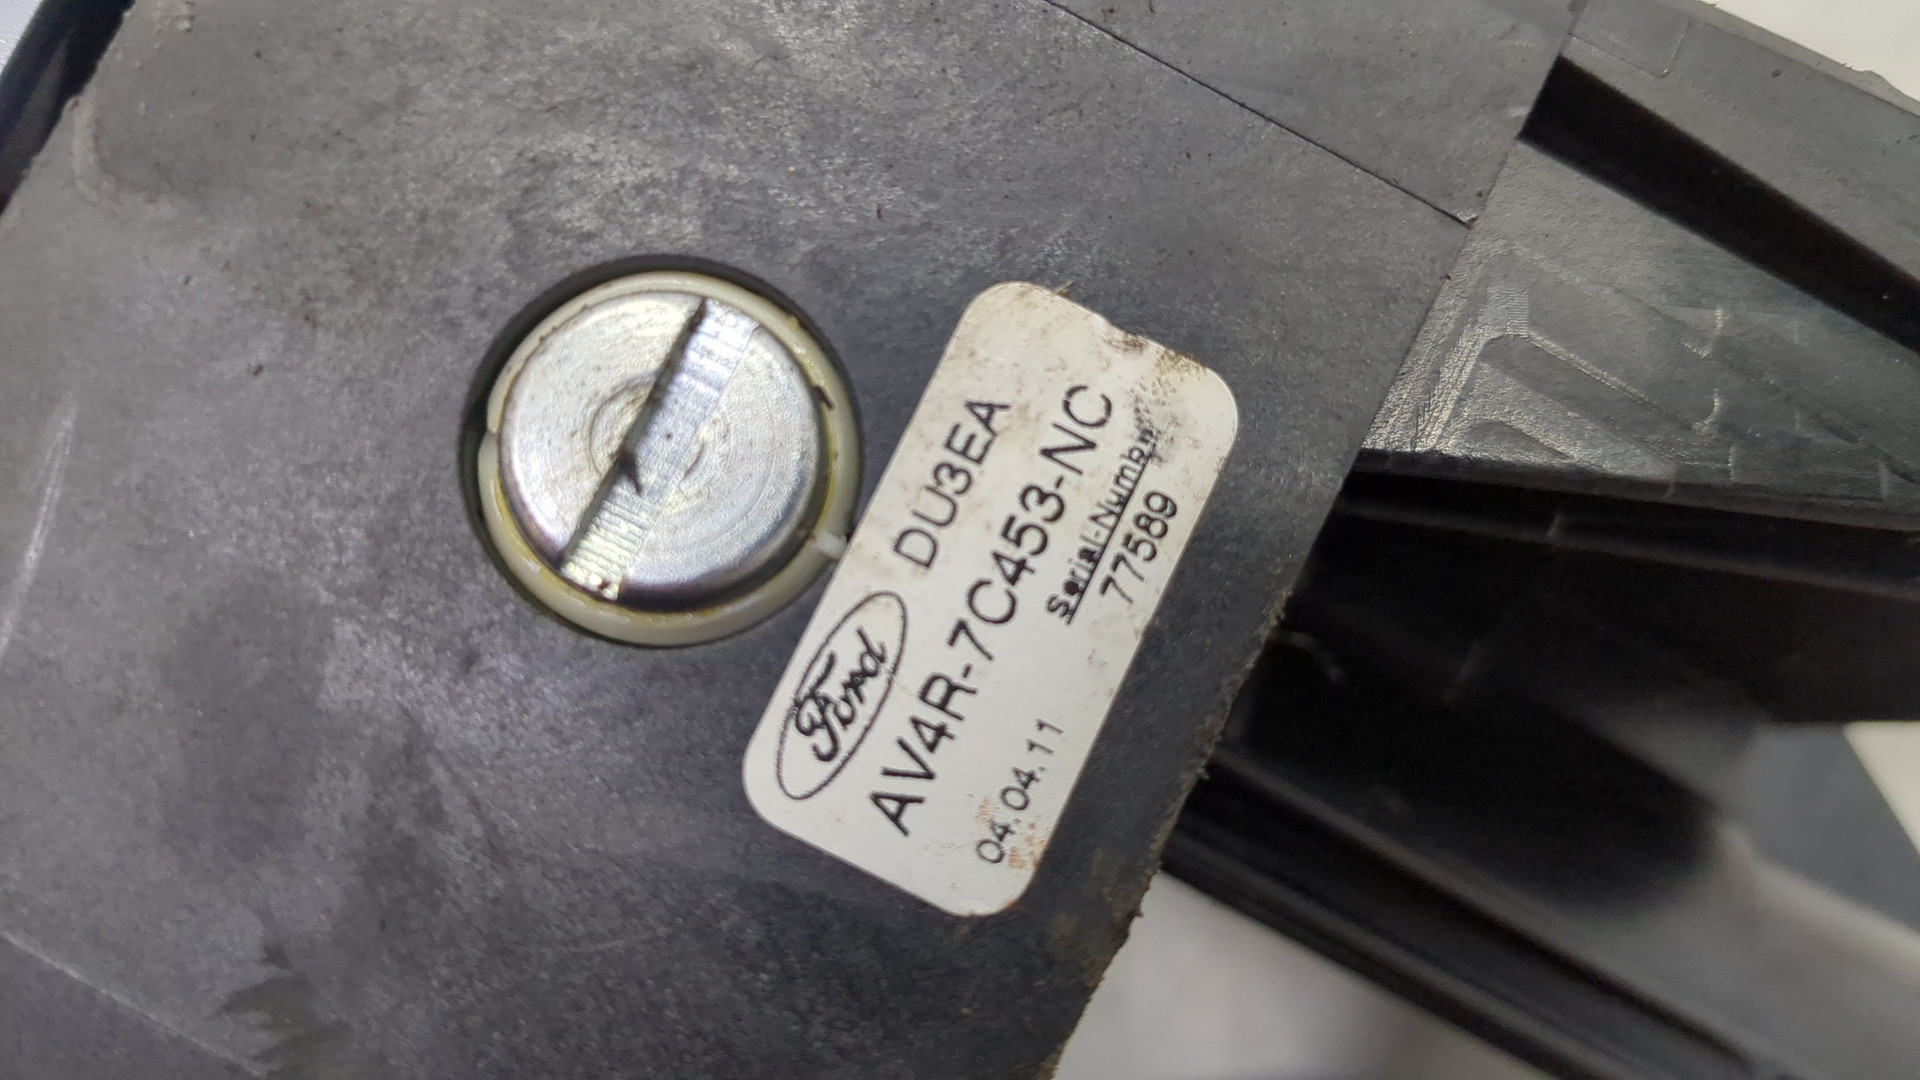 Ford DU3EA
AV4R-7C453-NC
Serial-Number
04.04.11 77589